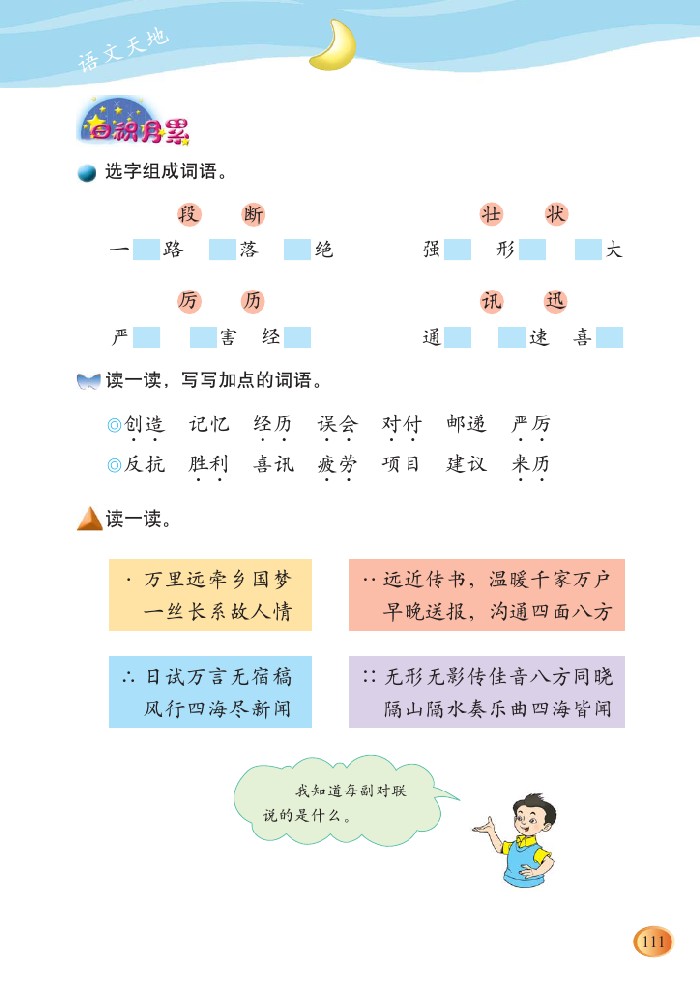 语文天地
日积月累
选字组成词语。
段 断 壮 状
一 路 落 绝 强 形 大
厉 历 讯 迅
严 害 经 通 速 喜
读一读，写写加点的词语。
◎创造 记忆 经历 误会 对付 邮递 严厉
◎反抗 胜利 喜讯 疲劳 项目 建议 来历
读一读。
· 万里远牵乡国梦
一丝长系故人情
·· 远近传书，温暖千家万户
早晚送报，沟通四面八方
∴ 日试万言无宿稿
风行四海尽新闻
∷ 无形无影传佳音八方同晓
隔山隔水奏乐曲四海皆闻
我知道每副对联
说的是什么。
111